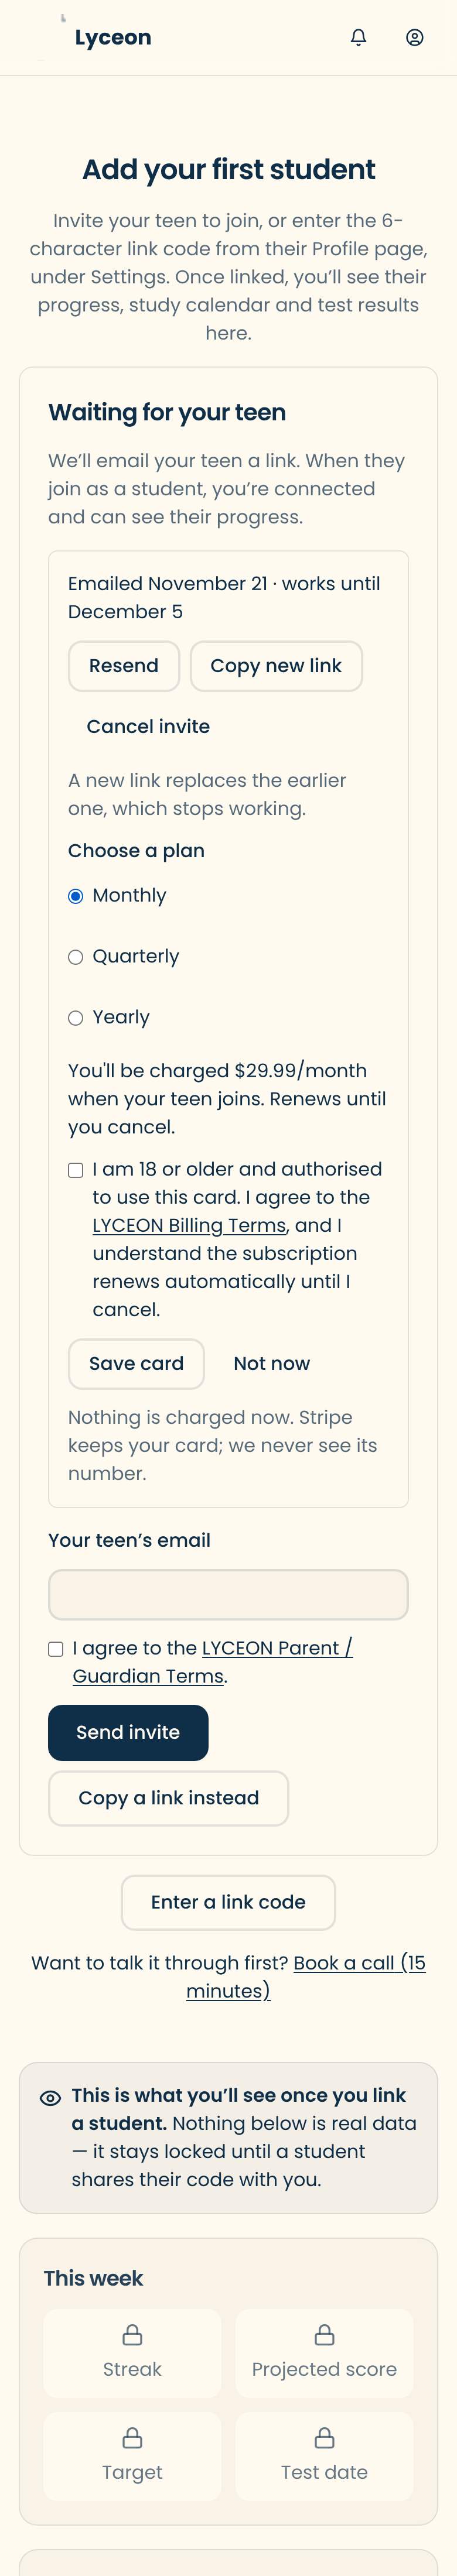 Lyceon
Add your first student
Invite your teen to join, or enter the 6-
character link code from their Profile page,
under Settings. Once linked, you’ll see their
progress, study calendar and test results
here.
Waiting for your teen
We’ll email your teen a link. When they
join as a student, you’re connected
and can see their progress.
Emailed November 21 · works until
December 5
Resend
Copy new link
Cancel invite
A new link replaces the earlier
one, which stops working.
Choose a plan
Monthly
Quarterly
Yearly
You'll be charged $29.99/month
when your teen joins. Renews until
you cancel.
I am 18 or older and authorised
to use this card. I agree to the
LYCEON Billing Terms, and I
understand the subscription
renews automatically until I
cancel.
Save card
Not now
Nothing is charged now. Stripe
keeps your card; we never see its
number.
Your teen’s email
I agree to the LYCEON Parent /
Guardian Terms.
Send invite
Copy a link instead
Enter a link code
Want to talk it through first? Book a call (15
minutes)
This is what you’ll see once you link
a student. Nothing below is real data
— it stays locked until a student
shares their code with you.
This week
Streak
Projected score
Target
Test date